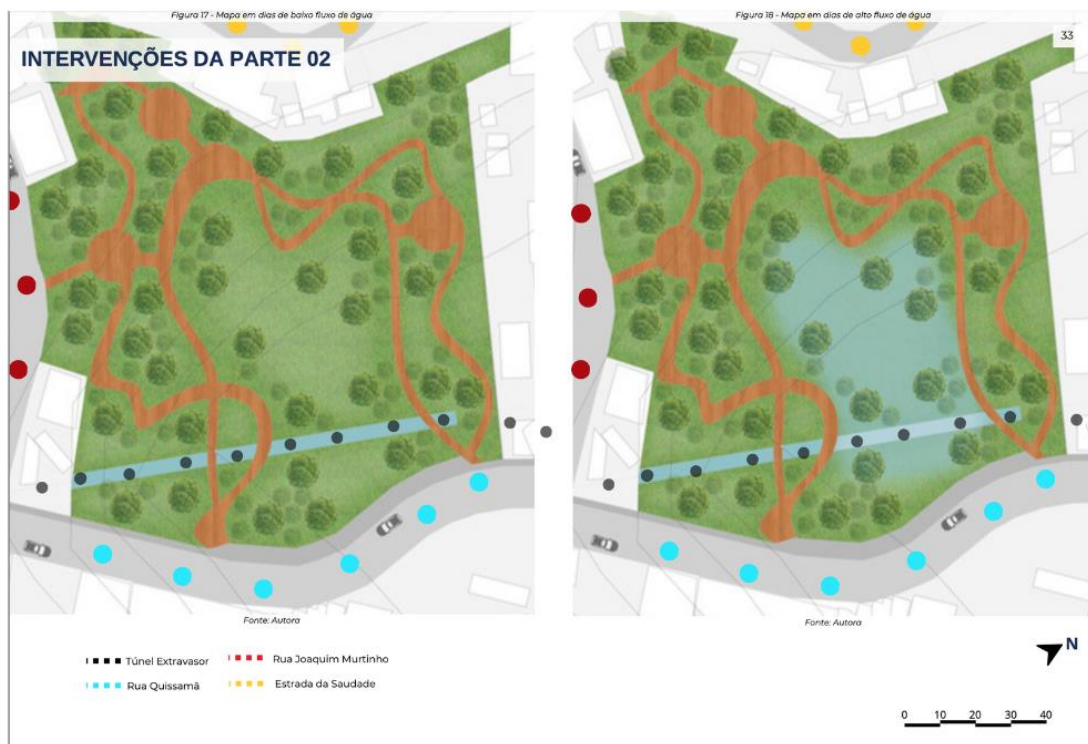 Figura 17 - Mapa em dias de baixo fluxo de água
Figura 18 - Mapa em dias de alto fluxo de água
33
INTERVENÇÕES DA PARTE 02
Fonte: Autora
Fonte: Autora
Túnel Extravasor
Rua Joaquim Murtinho
Rua Quissamã
Estrada da Saudade
N
0 10 20 30 40